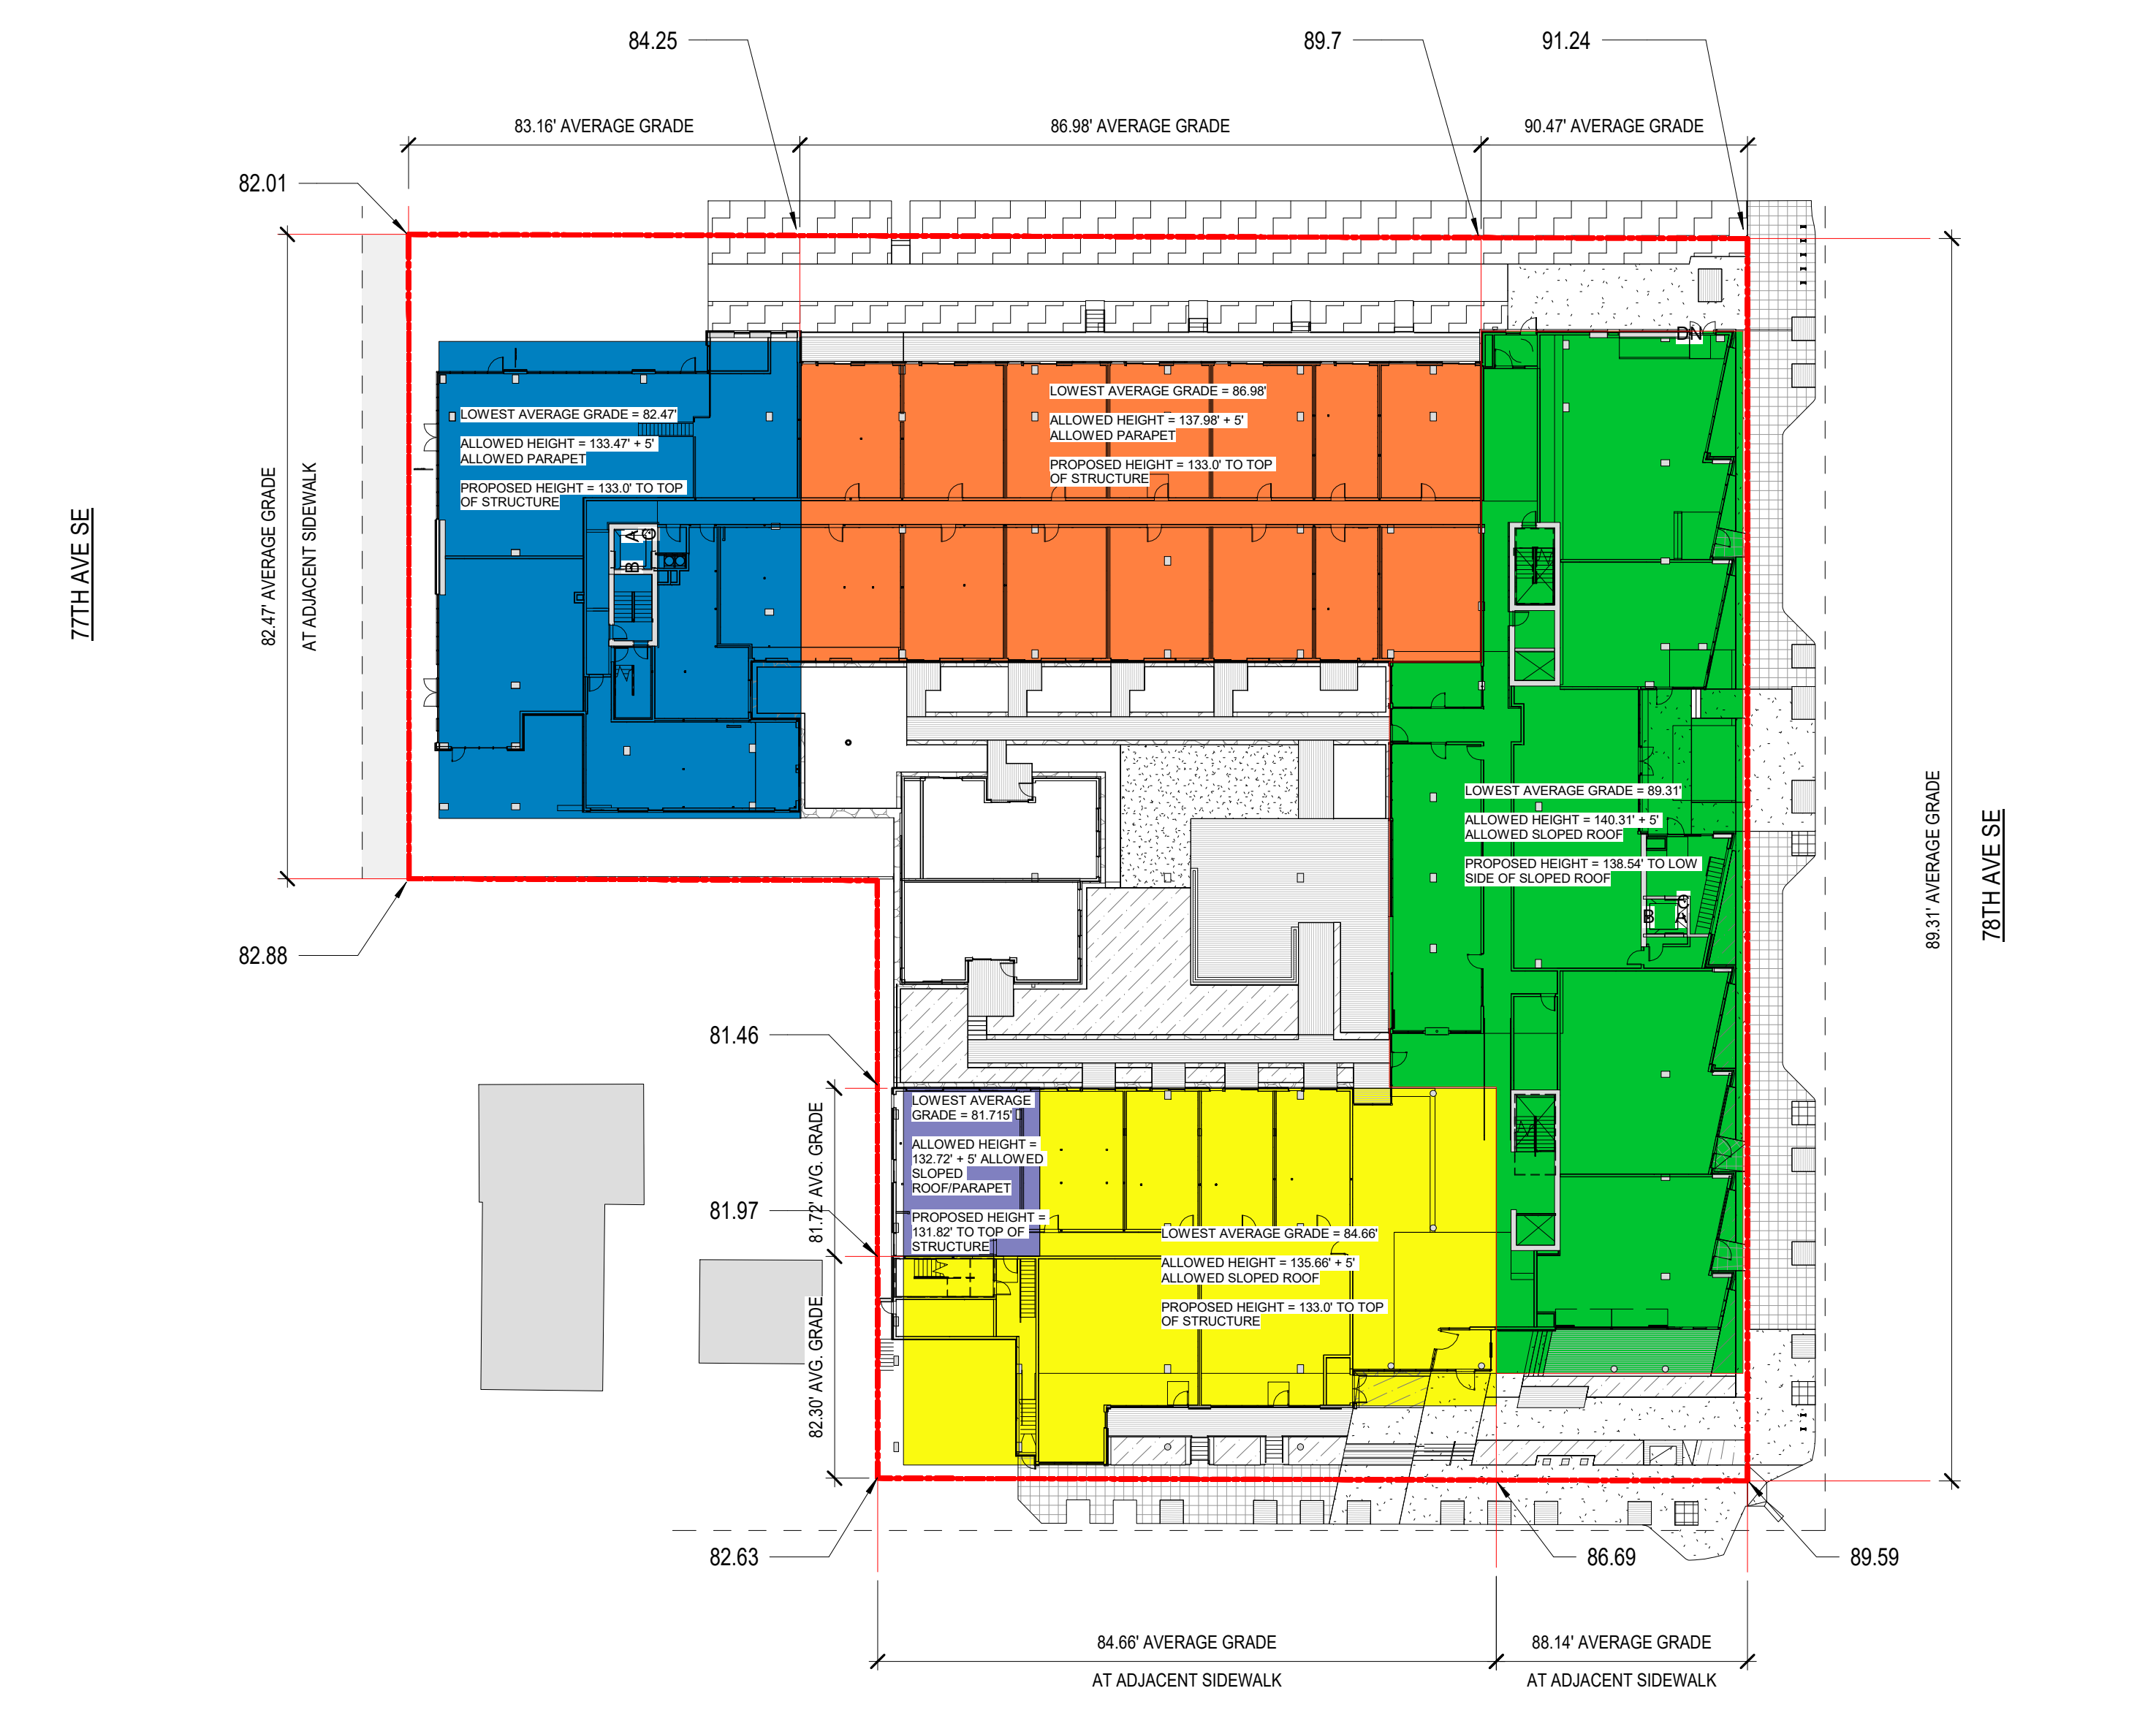 84.25
89.7
91.24
83.16' AVERAGE GRADE
86.98' AVERAGE GRADE
90.47' AVERAGE GRADE
82.01
DN
LOWEST AVERAGE GRADE = 82.47'
ALLOWED HEIGHT = 133.47' + 5'
ALLOWED PARAPET
PROPOSED HEIGHT = 133.0' TO TOP
OF STRUCTURE
LOWEST AVERAGE GRADE = 86.98'
ALLOWED HEIGHT = 137.98' + 5'
ALLOWED PARAPET
PROPOSED HEIGHT = 133.0' TO TOP
OF STRUCTURE
77TH AVE SE
82.47' AVERAGE GRADE
AT ADJACENT SIDEWALK
A
C
B
LOWEST AVERAGE GRADE = 89.31'
ALLOWED HEIGHT = 140.31' + 5'
ALLOWED SLOPED ROOF
PROPOSED HEIGHT = 138.54' TO LOW
SIDE OF SLOPED ROOF
C
B
A
89.31' AVERAGE GRADE
78TH AVE SE
82.88
81.46
81.72' AVG. GRADE
81.97
82.30' AVG. GRADE
LOWEST AVERAGE
GRADE = 81.715'
ALLOWED HEIGHT =
132.72' + 5' ALLOWED
SLOPED
ROOF/PARAPET
PROPOSED HEIGHT =
131.82' TO TOP OF
STRUCTURE
LOWEST AVERAGE GRADE = 84.66'
ALLOWED HEIGHT = 135.66' + 5'
ALLOWED SLOPED ROOF
PROPOSED HEIGHT = 133.0' TO TOP
OF STRUCTURE
82.63
86.69
89.59
84.66' AVERAGE GRADE
AT ADJACENT SIDEWALK
88.14' AVERAGE GRADE
AT ADJACENT SIDEWALK